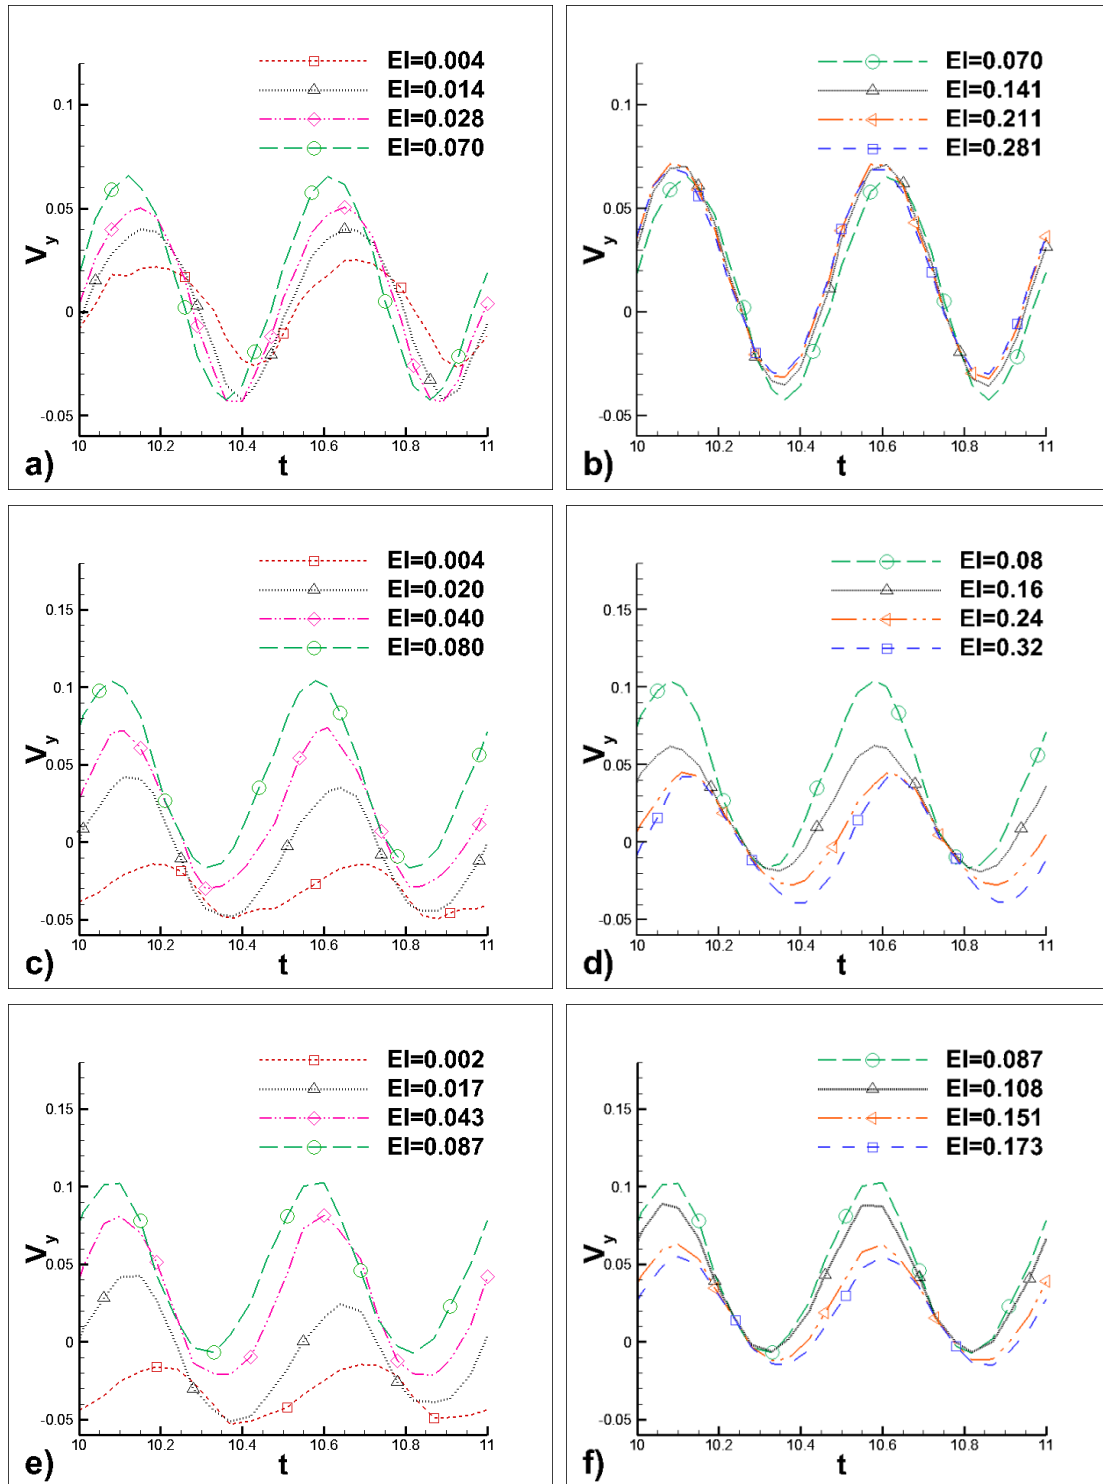 EI=0.004
EI=0.014
EI=0.028
EI=0.070
0.1
0.05
0
-0.05
V_y
10 10.2 10.4 10.6 10.8 11
t
a)
EI=0.070
EI=0.141
EI=0.211
EI=0.281
0.1
0.05
0
-0.05
V_y
10 10.2 10.4 10.6 10.8 11
t
b)
EI=0.004
EI=0.020
EI=0.040
EI=0.080
0.15
0.1
0.05
0
-0.05
V_y
10 10.2 10.4 10.6 10.8 11
t
c)
EI=0.08
EI=0.16
EI=0.24
EI=0.32
0.15
0.1
0.05
0
-0.05
V_y
10 10.2 10.4 10.6 10.8 11
t
d)
EI=0.002
EI=0.017
EI=0.043
EI=0.087
0.15
0.1
0.05
0
-0.05
V_y
10 10.2 10.4 10.6 10.8 11
t
e)
EI=0.087
EI=0.108
EI=0.151
EI=0.173
0.15
0.1
0.05
0
-0.05
V_y
10 10.2 10.4 10.6 10.8 11
t
f)